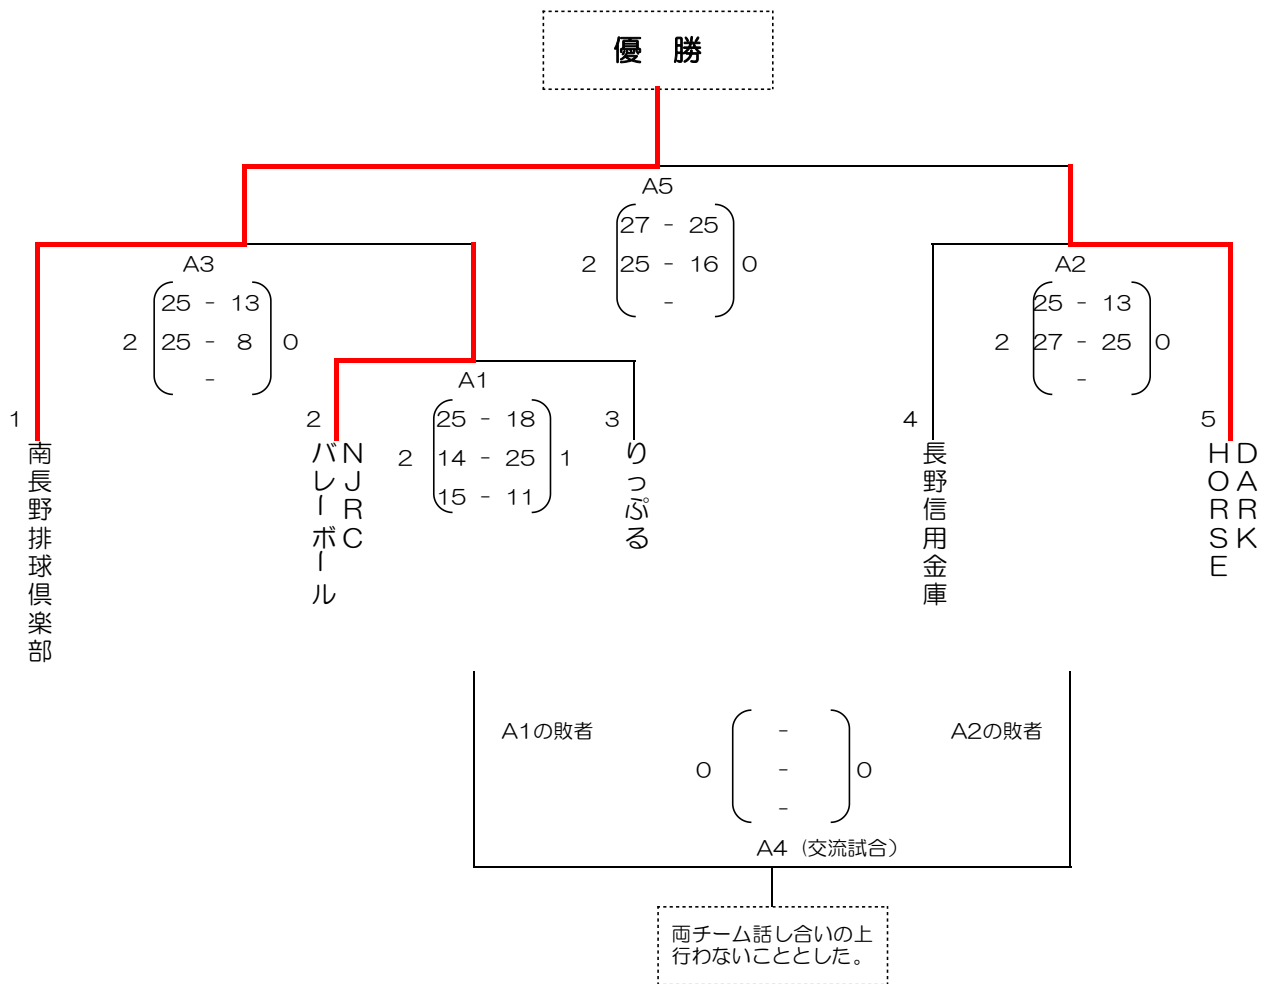 優　勝
A5
27 - 25
2 25 - 16 0
-
A3
25 - 13
2 25 - 8 0
-
A2
25 - 13
2 27 - 25 0
-
A1
25 - 18
2 14 - 25 1
15 - 11
1
南長野排球倶楽部
2
NJRC
バレーボール
3
りっぷる
4
長野信用金庫
5
DARK
HORSE
A1の敗者
A2の敗者
-
0 - 0
-
A4（交流試合）
両チーム話し合いの上
行わないこととした。